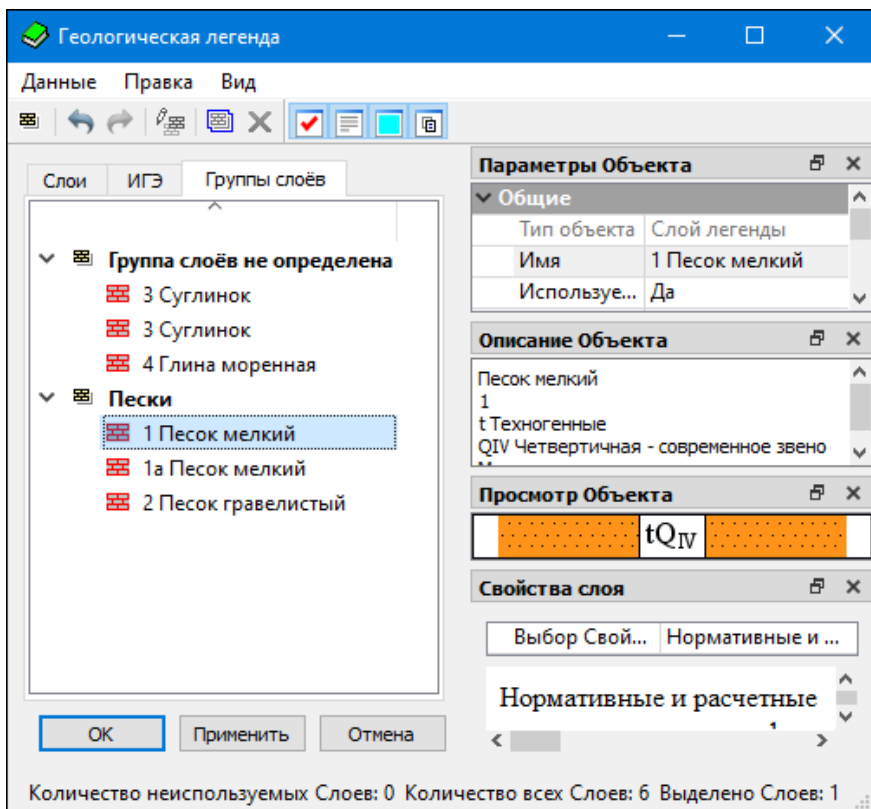 Геологическая легенда
Данные Правка Вид
Слои ИГЭ Группы слоёв
Группа слоёв не определена
3 Суглинок
3 Суглинок
4 Глина моренная
Пески
1 Песок мелкий
1а Песок мелкий
2 Песок гравелистый
ОК Применить Отмена
Параметры Объекта
Общие
Тип объекта Слой легенды
Имя 1 Песок мелкий
Используе... Да
Описание Объекта
Песок мелкий
1
t Техногенные
QIV Четвертичная - современное звено
Просмотр Объекта
tQIV
Свойства слоя
Выбор Свой... Нормативные и ...
Нормативные и расчетные
Количество неиспользуемых Слоев: 0 Количество всех Слоев: 6 Выделено Слоев: 1